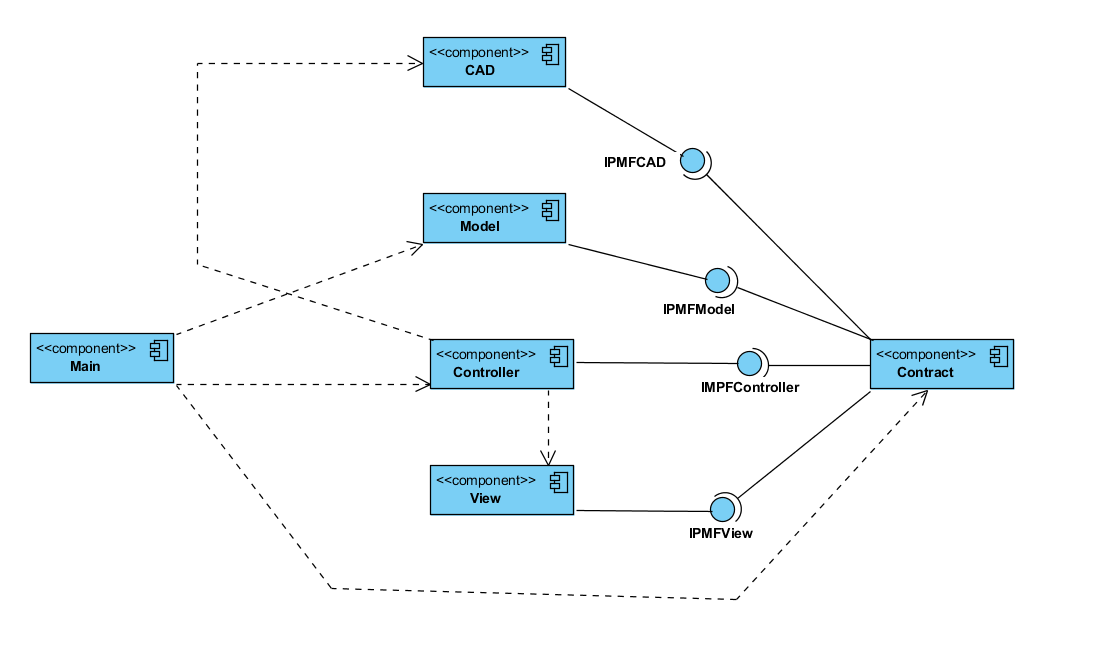 <<component>>
CAD
IPMFCAD
<<component>>
Model
IPMFModel
<<component>>
Main
<<component>>
Controller
IMPFController
<<component>>
Contract
<<component>>
View
IPMFView